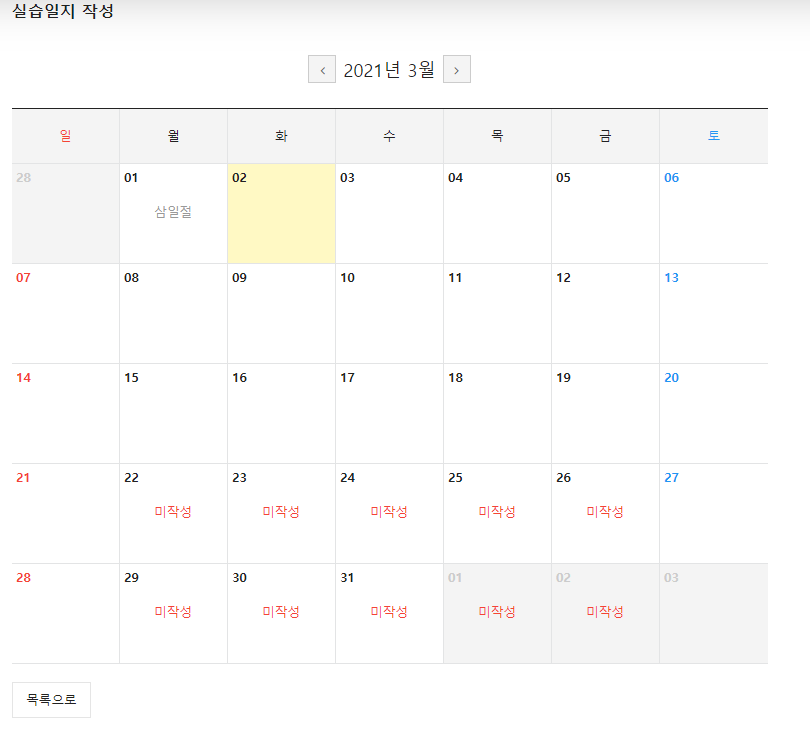 실습일지 작성
‹ 2021년 3월 ›
일 월 화 수 목 금 토
28 01 02 03 04 05 06
삼일절
07 08 09 10 11 12 13
14 15 16 17 18 19 20
21 22 23 24 25 26 27
미작성 미작성 미작성 미작성 미작성
28 29 30 31 01 02 03
미작성 미작성 미작성 미작성 미작성
목록으로